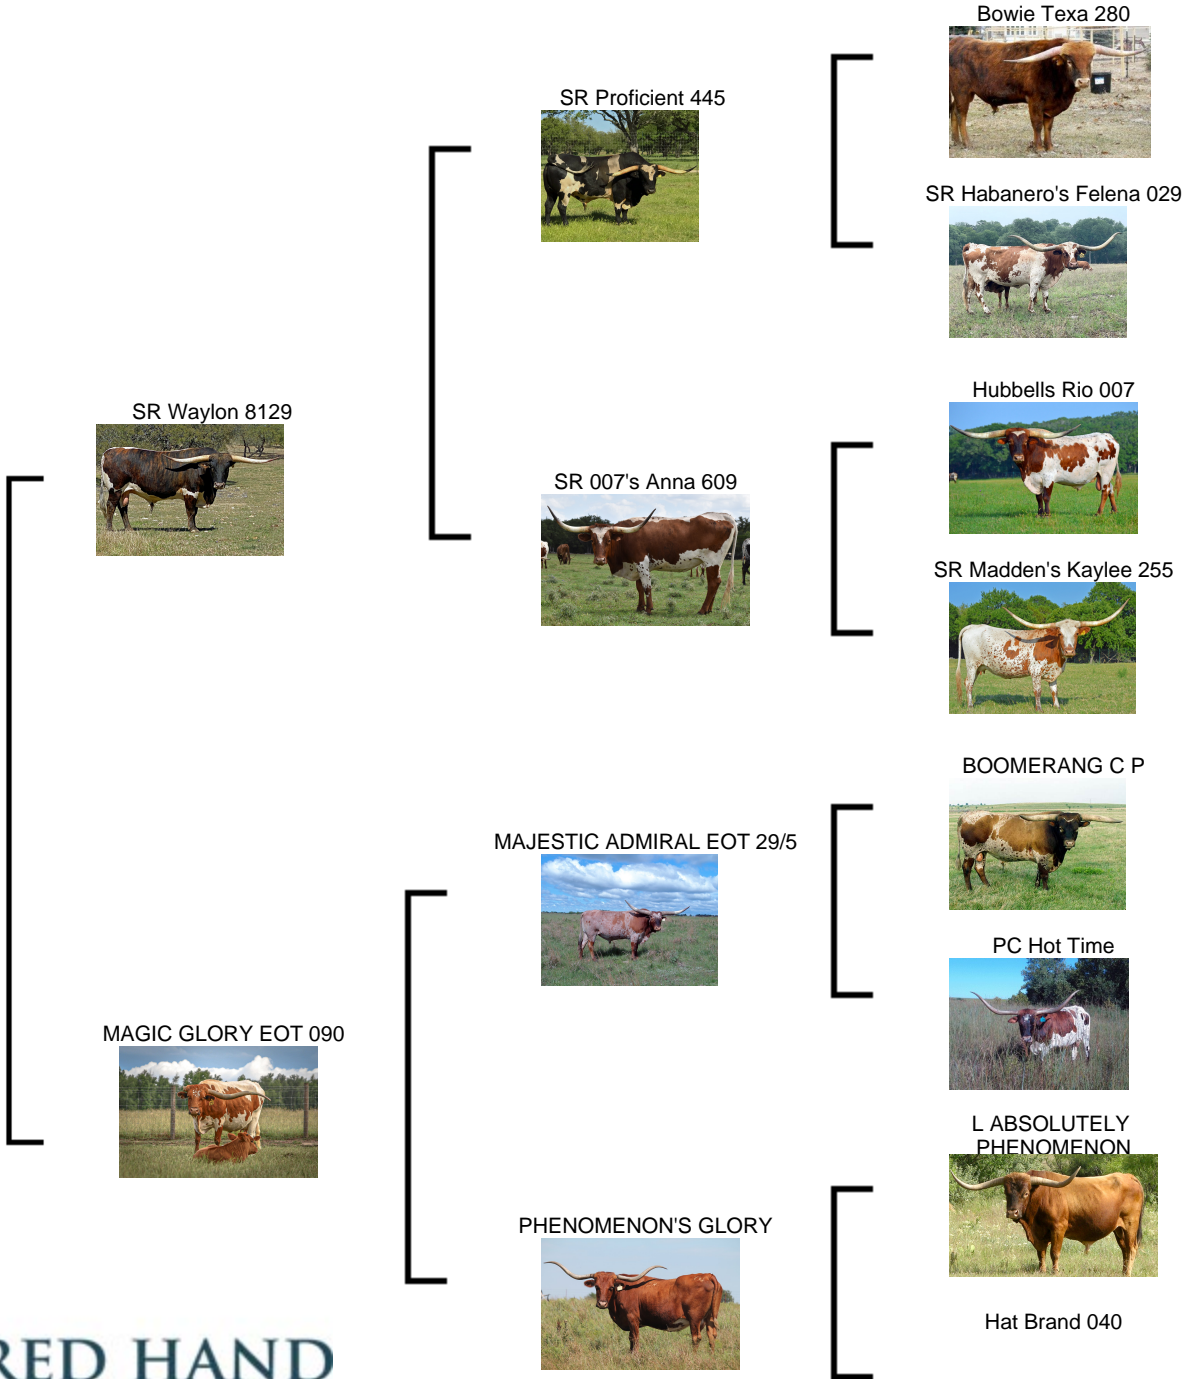 Bowie Texa 280
SR Proficient 445
SR Habanero's Felena 029
Hubbells Rio 007
SR Waylon 8129
SR 007's Anna 609
SR Madden's Kaylee 255
BOOMERANG C P
MAJESTIC ADMIRAL EOT 29/5
PC Hot Time
MAGIC GLORY EOT 090
L ABSOLUTELY
PHENOMENON
PHENOMENON'S GLORY
Hat Brand 040
RED HAND